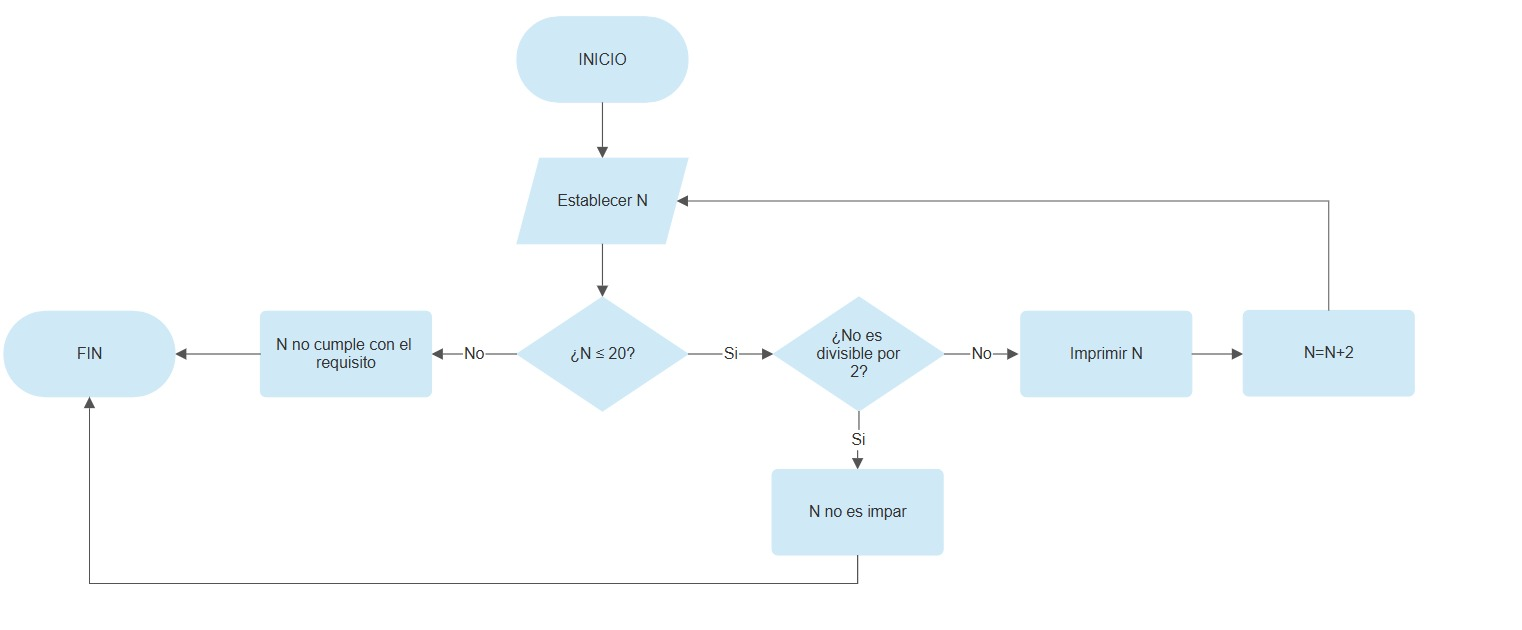 INICIO
Establecer N
FIN
N no cumple con el
requisito
No
¿N ≤ 20?
Si
¿No es
divisible por
2?
No
Imprimir N
N=N+2
Si
N no es impar